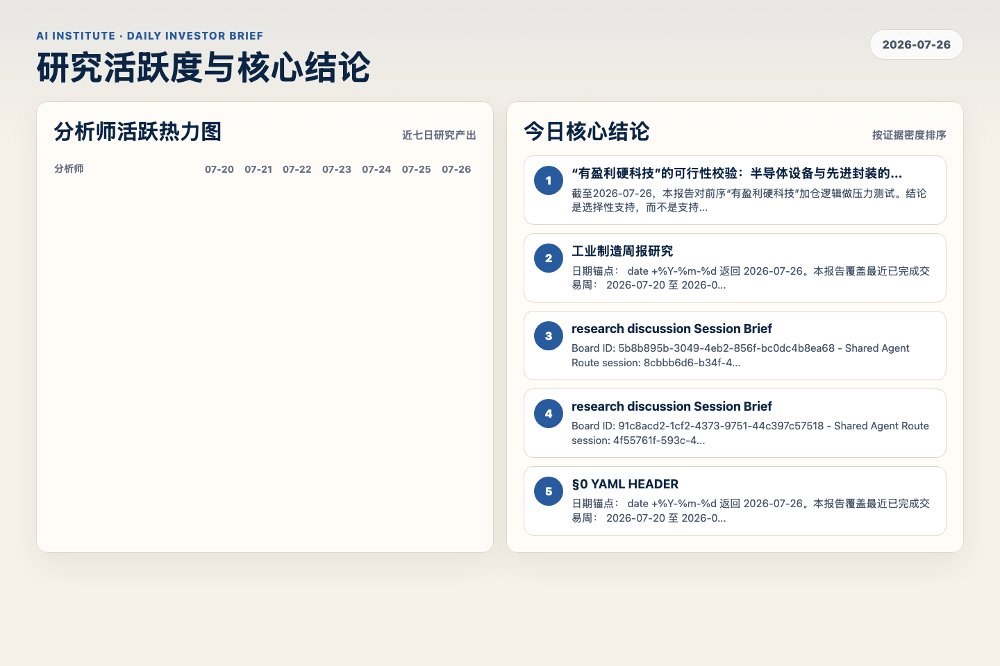 AI INSTITUTE · DAILY INVESTOR BRIEF
研究活跃度与核心结论
2026-07-26
分析师活跃热力图
近七日研究产出
分析师 07-20 07-21 07-22 07-23 07-24 07-25 07-26
今日核心结论
按证据密度排序
1
“有盈利硬科技”的可行性校验：半导体设备与先进封装的...
截至2026-07-26，本报告对前序“有盈利硬科技”加仓逻辑做压力测试。结论
是选择性支持，而不是支持...
2
工业制造周报研究
日期锚点： date +%Y-%m-%d 返回 2026-07-26。本报告覆盖最近已完成交
易周： 2026-07-20 至 2026-0...
3
research discussion Session Brief
Board ID: 5b8b895b-3049-4eb2-856f-bc0dc4b8ea68 - Shared Agent
Route session: 8cbbb6d6-b34f-4...
4
research discussion Session Brief
Board ID: 91c8acd2-1cf2-4373-9751-44c397c57518 - Shared Agent Route
session: 4f55761f-593c-4...
5
§0 YAML HEADER
日期锚点： date +%Y-%m-%d 返回 2026-07-26。本报告覆盖最近已完成交
易周： 2026-07-20 至 2026-0...